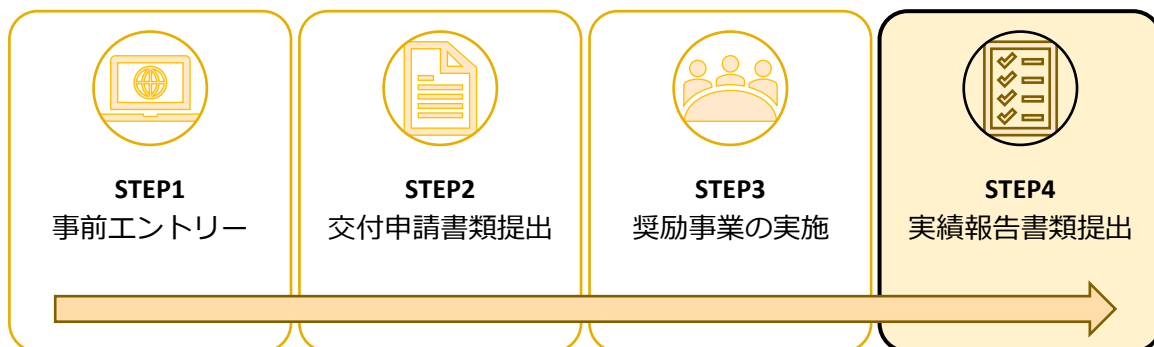 STEP1
事前エントリー
STEP2
交付申請書類提出
STEP3
奨励事業の実施
STEP4
実績報告書類提出